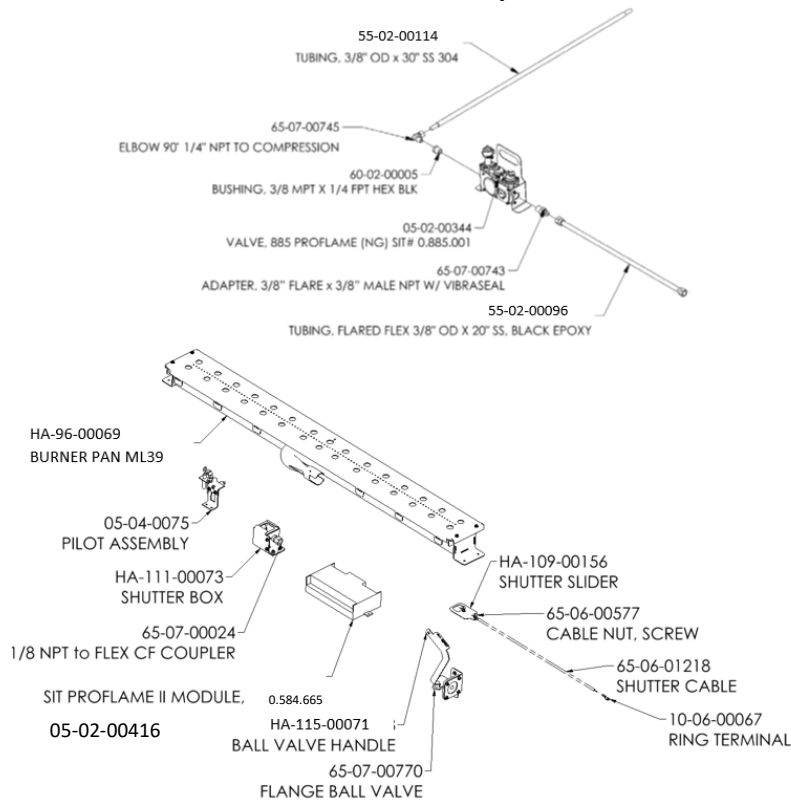 55-02-00114
TUBING, 3/8" OD x 30" SS 304
65-07-00745
ELBOW 90° 1/4" NPT TO COMPRESSION
60-02-00005
BUSHING, 3/8 MPT X 1/4 FPT HEX BLK
05-02-00344
VALVE, 885 PROFLAME (NG) SIT# 0.885.001
65-07-00743
ADAPTER, 3/8" FLARE x 3/8" MALE NPT W/ VIBRASEAL
55-02-00096
TUBING, FLARED FLEX 3/8" OD X 20" SS, BLACK EPOXY
HA-96-00069
BURNER PAN ML39
05-04-0075
PILOT ASSEMBLY
HA-111-00073
SHUTTER BOX
65-07-00024
1/8 NPT to FLEX CF COUPLER
SIT PROFLAME II MODULE, 0.584.665
05-02-00416
HA-115-00071
BALL VALVE HANDLE
65-07-00770
FLANGE BALL VALVE
HA-109-00156
SHUTTER SLIDER
65-06-00577
CABLE NUT, SCREW
65-06-01218
SHUTTER CABLE
10-06-00067
RING TERMINAL